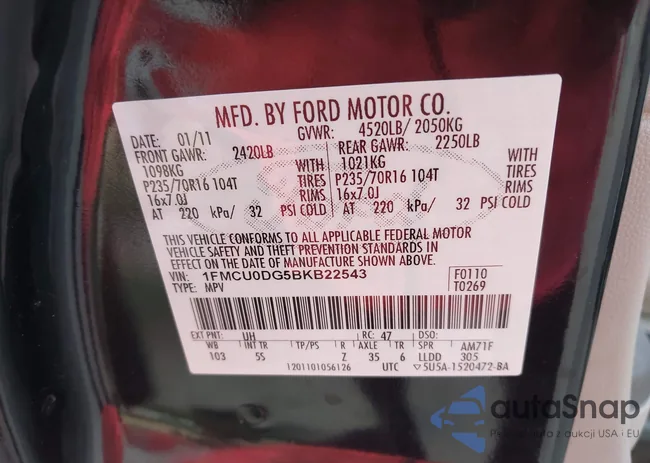 MFD. BY FORD MOTOR CO.
DATE: 01/11 GVWR: 4520LB/ 2050KG
FRONT GAWR: 2420LB REAR GAWR: 2250LB
1098KG WITH 1021KG WITH
P235/70R16 104T TIRES P235/70R16 104T TIRES
16x7.0J RIMS 16x7.0J RIMS
AT 220 kPa/ 32 PSI COLD AT 220 kPa/ 32 PSI COLD
THIS VEHICLE CONFORMS TO ALL APPLICABLE FEDERAL MOTOR
VEHICLE SAFETY AND THEFT PREVENTION STANDARDS IN
EFFECT ON THE DATE OF MANUFACTURE SHOWN ABOVE.
VIN: 1FMCU0DG5BKB22543 F0110
TYPE: MPV T0269
EXT PNT: UH RC: 47 DSO:
WB INT TR TP/PS R AXLE TR SPR AM71F
103 5S Z 35 6 LLDD 305
1201101056126 UTC 5U5A-1520472-BA
autoSnap
z aukcji USA i EU